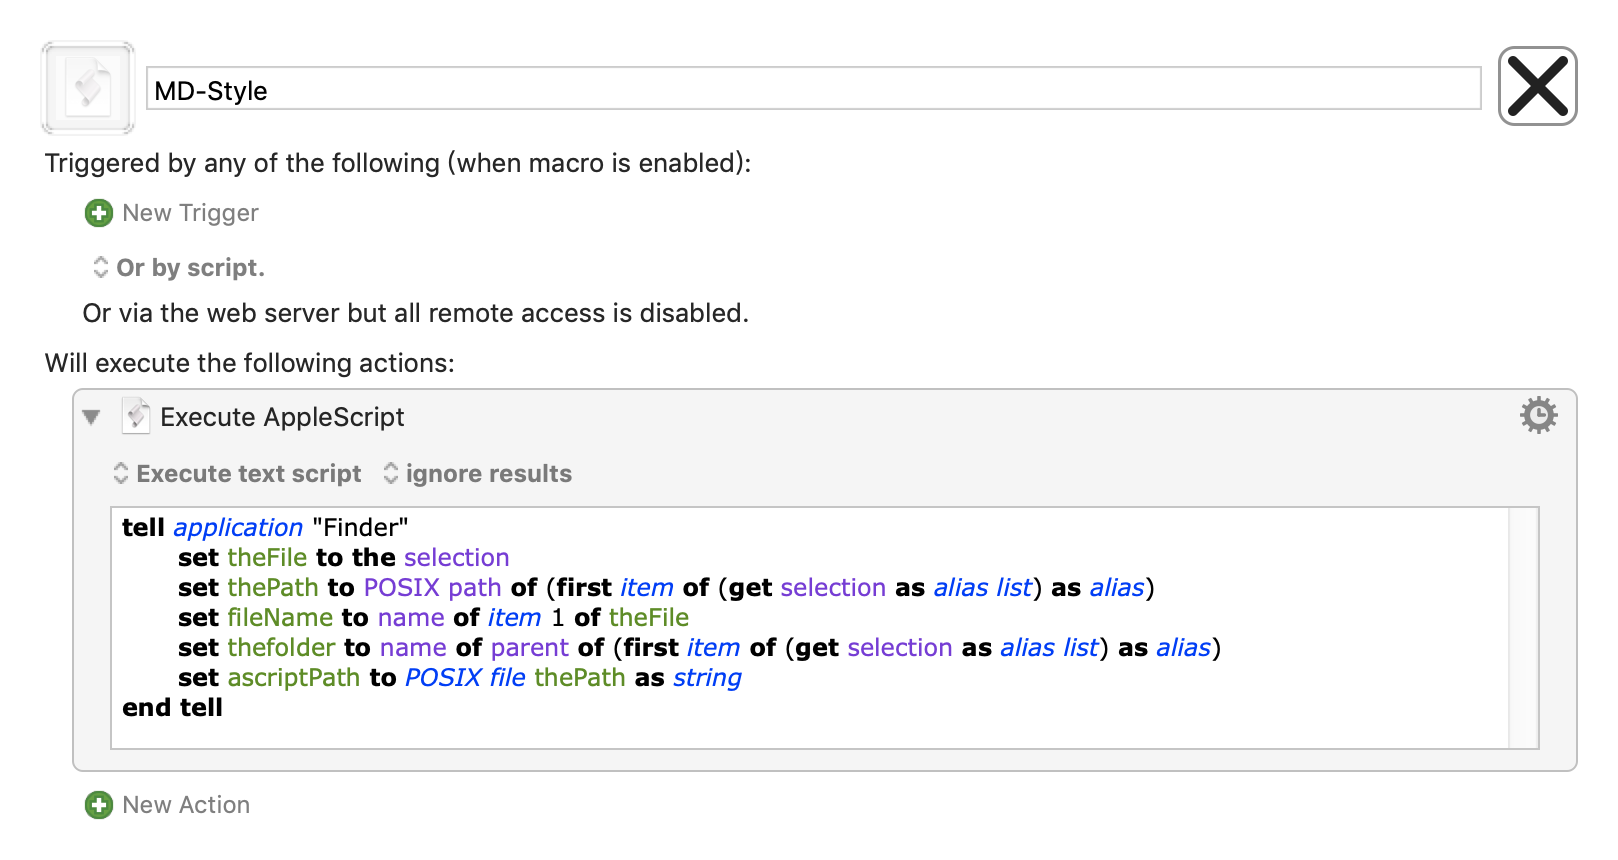 MD-Style
Triggered by any of the following (when macro is enabled):
New Trigger
Or by script.
Or via the web server but all remote access is disabled.
Will execute the following actions:
Execute AppleScript
Execute text script ignore results
tell application "Finder"
set theFile to the selection
set thePath to POSIX path of (first item of (get selection as alias list) as alias)
set fileName to name of item 1 of theFile
set thefolder to name of parent of (first item of (get selection as alias list) as alias)
set ascriptPath to POSIX file thePath as string
end tell
New Action